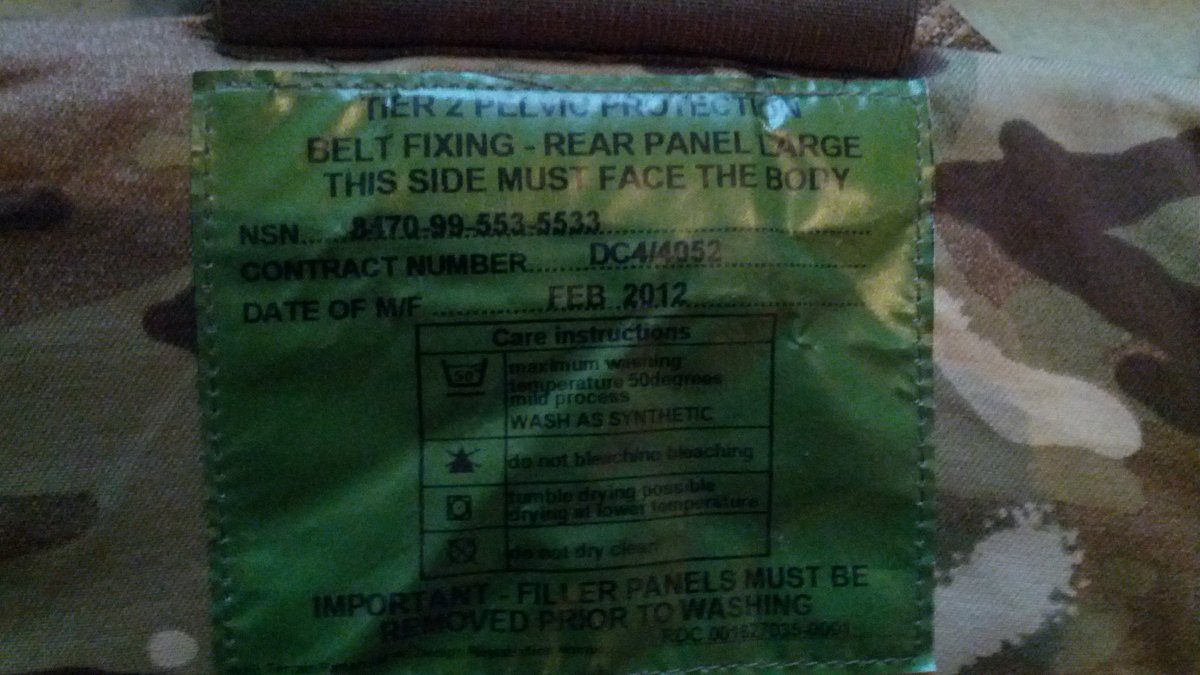 TIER 2 PELVIC PROTECTION
BELT FIXING - REAR PANEL LARGE
THIS SIDE MUST FACE THE BODY
NSN..... 8470-99-553-5533
CONTRACT NUMBER..... DC4/4052
DATE OF M/F ..... FEB 2012
Care instructions
50°
maximum washing
temperature 50degrees
mild process
WASH AS SYNTHETIC
do not bleachine bleaching
tumble drying possible
drying at lower temperature
do not dry clean
IMPORTANT - FILLER PANELS MUST BE
REMOVED PRIOR TO WASHING